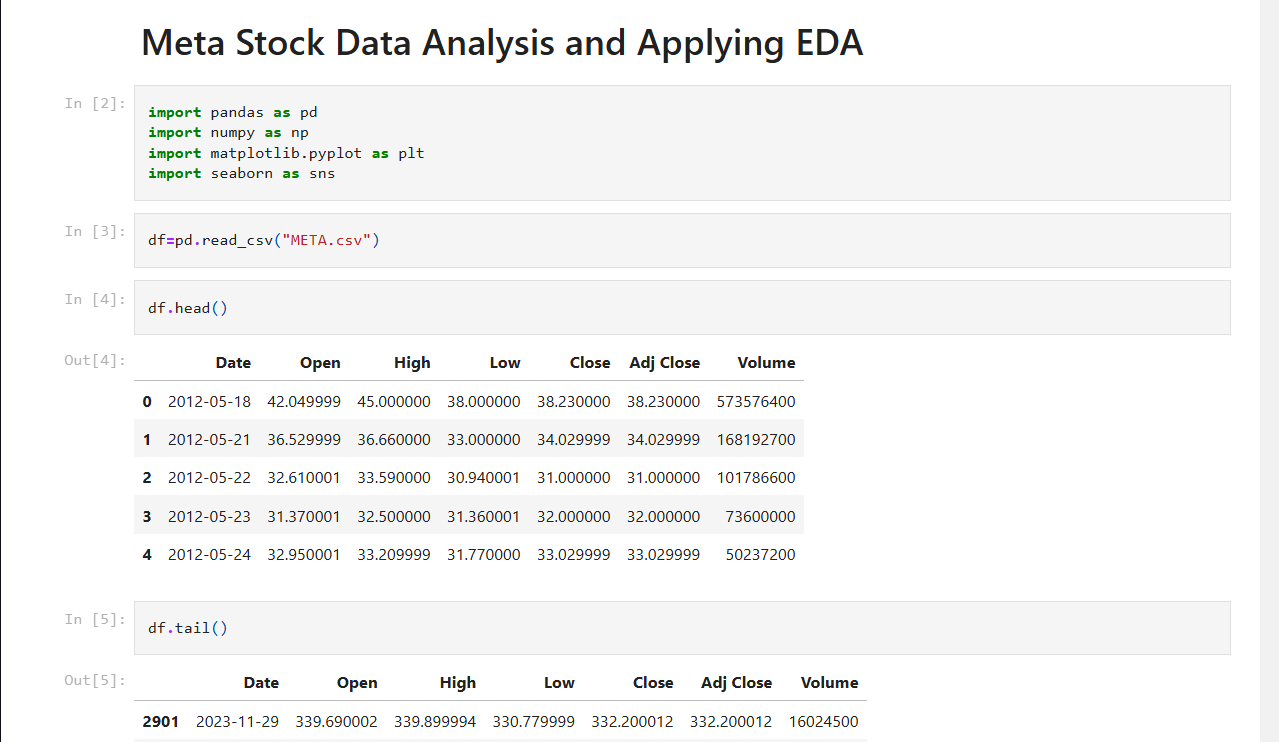 Meta Stock Data Analysis and Applying EDA
In [2]:
import pandas as pd
import numpy as np
import matplotlib.pyplot as plt
import seaborn as sns
In [3]:
df=pd.read_csv("META.csv")
In [4]:
df.head()
Out[4]:
Date Open High Low Close Adj Close Volume
0 2012-05-18 42.049999 45.000000 38.000000 38.230000 38.230000 573576400
1 2012-05-21 36.529999 36.660000 33.000000 34.029999 34.029999 168192700
2 2012-05-22 32.610001 33.590000 30.940001 31.000000 31.000000 101786600
3 2012-05-23 31.370001 32.500000 31.360001 32.000000 32.000000 73600000
4 2012-05-24 32.950001 33.209999 31.770000 33.029999 33.029999 50237200
In [5]:
df.tail()
Out[5]:
Date Open High Low Close Adj Close Volume
2901 2023-11-29 339.690002 339.899994 330.779999 332.200012 332.200012 16024500